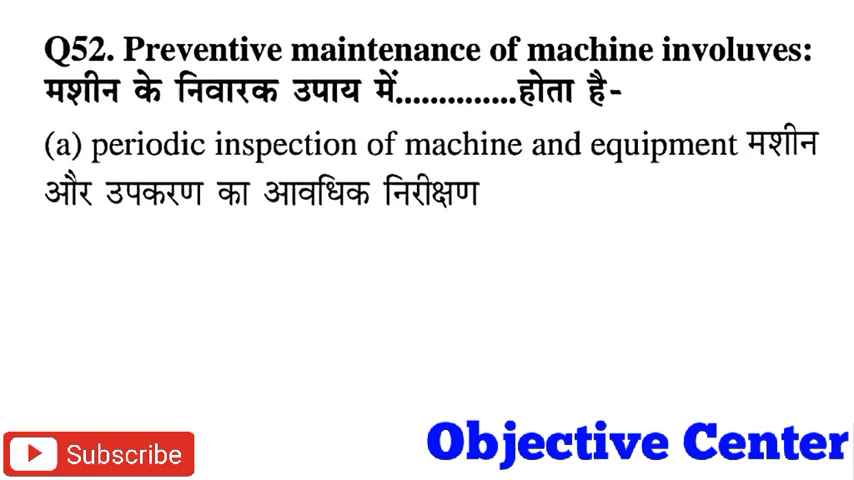 Q52. Preventive maintenance of machine involuves:
मशीन के निवारक उपाय में..............होता है-
(a) periodic inspection of machine and equipment मशीन
और उपकरण का आवधिक निरीक्षण
Subscribe
Objective Center